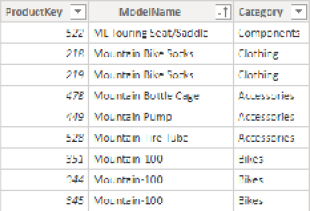 ProductKey ModelName Category
522 ML Touring Seat/Saddle Components
218 Mountain Bike Socks Clothing
219 Mountain Bike Socks Clothing
478 Mountain Bottle Cage Accessories
449 Mountain Pump Accessories
528 Mountain Tire Tube Accessories
351 Mountain-100 Bikes
344 Mountain-100 Bikes
345 Mountain-100 Bikes